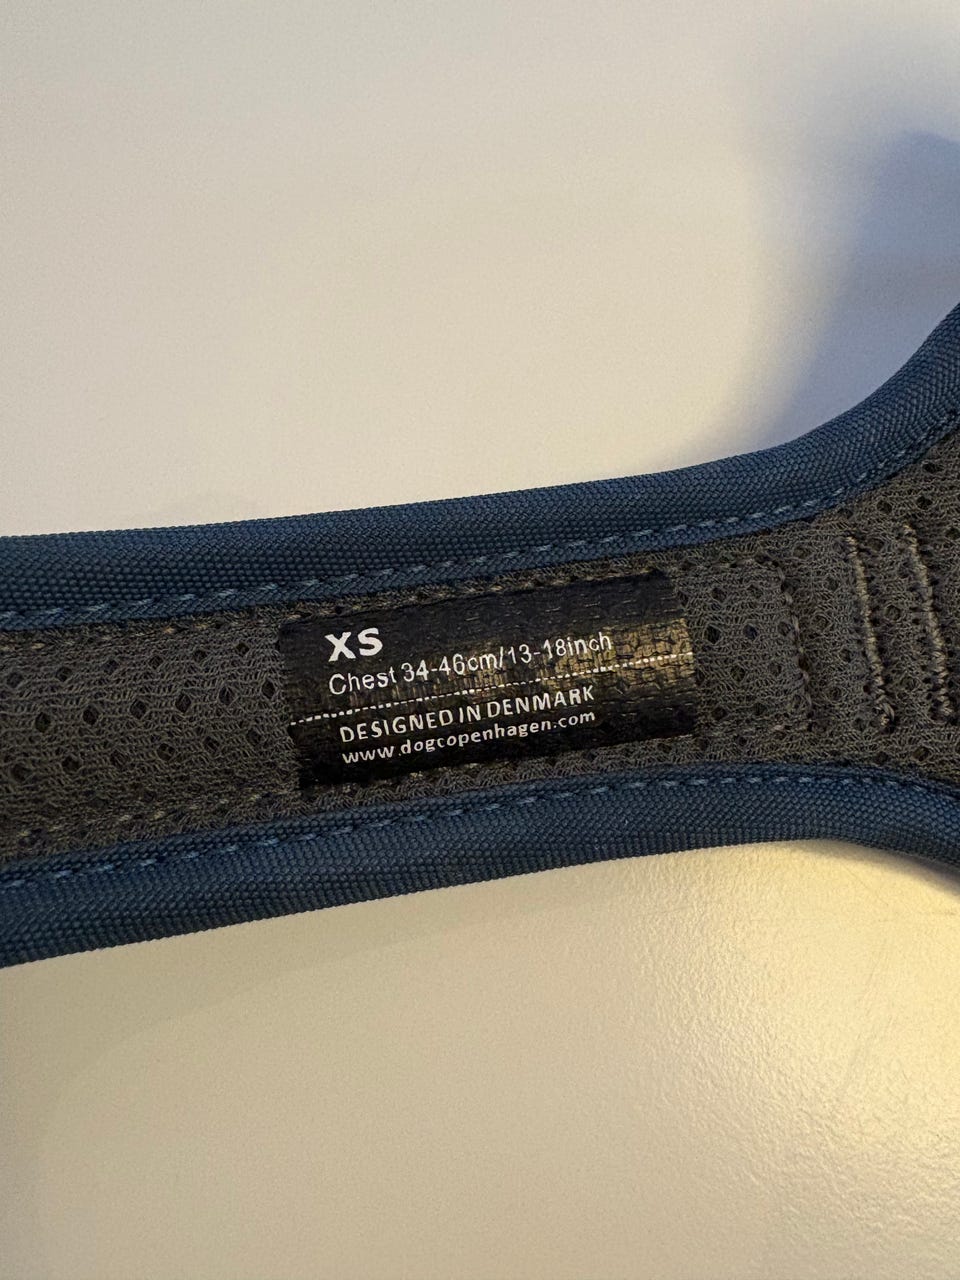 XS
Chest 34-46cm/13-18inch
DESIGNED IN DENMARK
www.dogcopenhagen.com